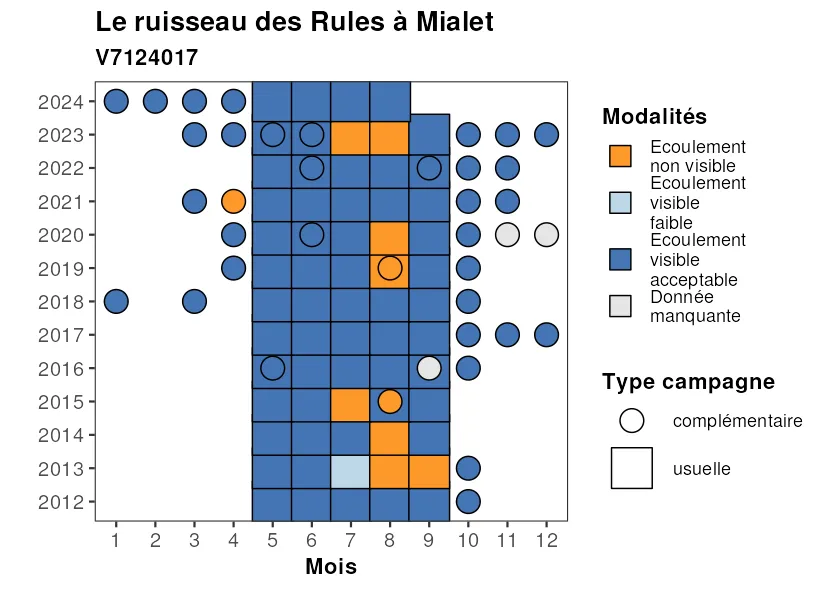 Le ruisseau des Rules à Mialet
V7124017
2024
2023
2022
2021
2020
2019
2018
2017
2016
2015
2014
2013
2012
1 2 3 4 5 6 7 8 9 10 11 12
Mois
Modalités
Ecoulement
non visible
Ecoulement
visible
faible
Ecoulement
visible
acceptable
Donnée
manquante
Type campagne
complémentaire
usuelle